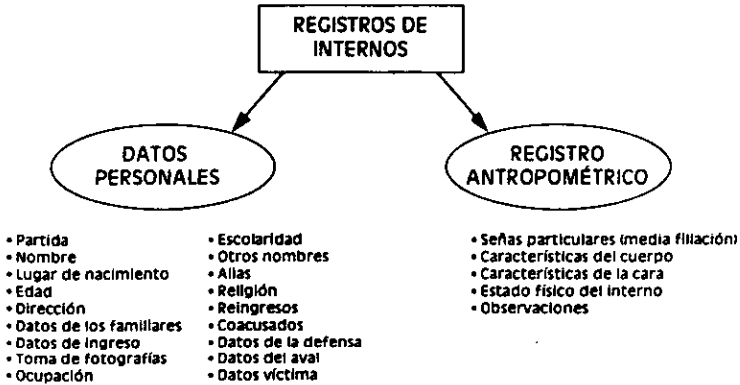 REGISTROS DE
INTERNOS
DATOS
PERSONALES
REGISTRO
ANTROPOMÉTRICO
• Partida
• Nombre
• Lugar de nacimiento
• Edad
• Dirección
• Datos de los familiares
• Datos de ingreso
• Toma de fotografías
• Ocupación
• Escolaridad
• Otros nombres
• Alias
• Religión
• Reingresos
• Coacusados
• Datos de la defensa
• Datos del aval
• Datos víctima
• Señas particulares (media filiación)
• Características del cuerpo
• Características de la cara
• Estado físico del interno
• Observaciones